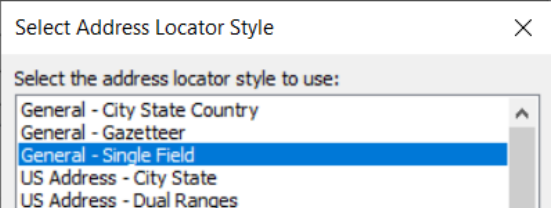 Select Address Locator Style
Select the address locator style to use:
General - City State Country
General - Gazetteer
General - Single Field
US Address - City State
US Address - Dual Ranges